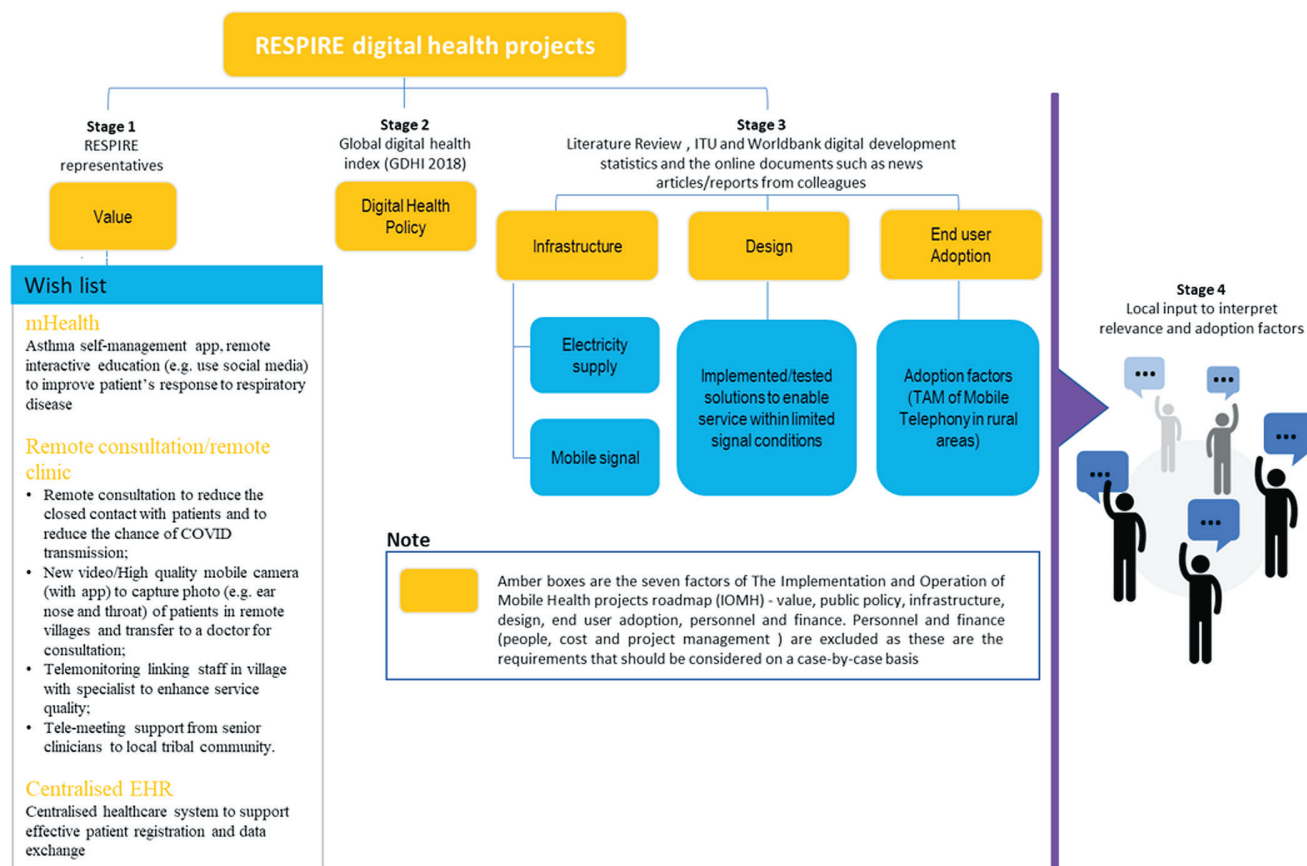 RESPIRE digital health projects
Stage 1
RESPIRE
representatives
Value
Wish list
mHealth
Asthma self-management app, remote
interactive education (e.g. use social media)
to improve patient's response to respiratory
disease
Remote consultation/remote
clinic
• Remote consultation to reduce the
closed contact with patients and to
reduce the chance of COVID
transmission;
• New video/High quality mobile camera
(with app) to capture photo (e.g. ear
nose and throat) of patients in remote
villages and transfer to a doctor for
consultation;
• Telemonitoring linking staff in village
with specialist to enhance service
quality;
• Tele-meeting support from senior
clinicians to local tribal community.
Centralised EHR
Centralised healthcare system to support
effective patient registration and data
exchange
Stage 2
Global digital health
index (GDHI 2018)
Digital Health
Policy
Stage 3
Literature Review , ITU and Worldbank digital development
statistics and the online documents such as news
articles/reports from colleagues
Infrastructure
Electricity
supply
Mobile signal
Design
Implemented/tested
solutions to enable
service within limited
signal conditions
End user
Adoption
Adoption factors
(TAM of Mobile
Telephony in rural
areas)
Note
Amber boxes are the seven factors of The Implementation and Operation of
Mobile Health projects roadmap (IOMH) - value, public policy, infrastructure,
design, end user adoption, personnel and finance. Personnel and finance
(people, cost and project management ) are excluded as these are the
requirements that should be considered on a case-by-case basis
Stage 4
Local input to interpret
relevance and adoption factors